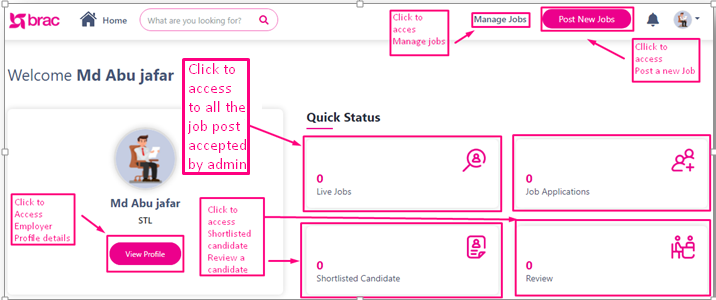 brac
Home
What are you looking for?
Click to
acces
Manage jobs
Manage Jobs
Post New Jobs
Cllick to
access
Post a new Job
Welcome Md Abu jafar
Click to
access
to all the
job post
accepted
by admin
Quick Status
0
Live Jobs
0
Job Applications
Md Abu jafar
STL
View Profile
Click to
Access
Employer
Profile details
Click to
access
Shortlisted
candidate
Review a
candidate
0
Shortlisted Candidate
0
Review